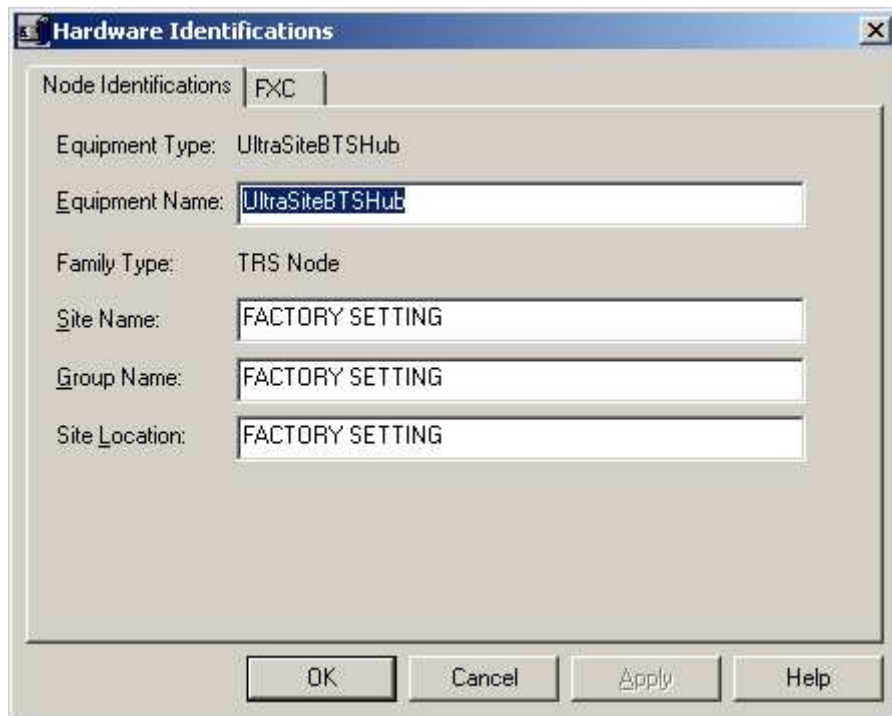 Hardware Identifications
Node Identifications FXC
Equipment Type: UltraSiteBTSHub
Equipment Name: UltraSiteBTSHub
Family Type: TRS Node
Site Name: FACTORY SETTING
Group Name: FACTORY SETTING
Site Location: FACTORY SETTING
OK Cancel Apply Help